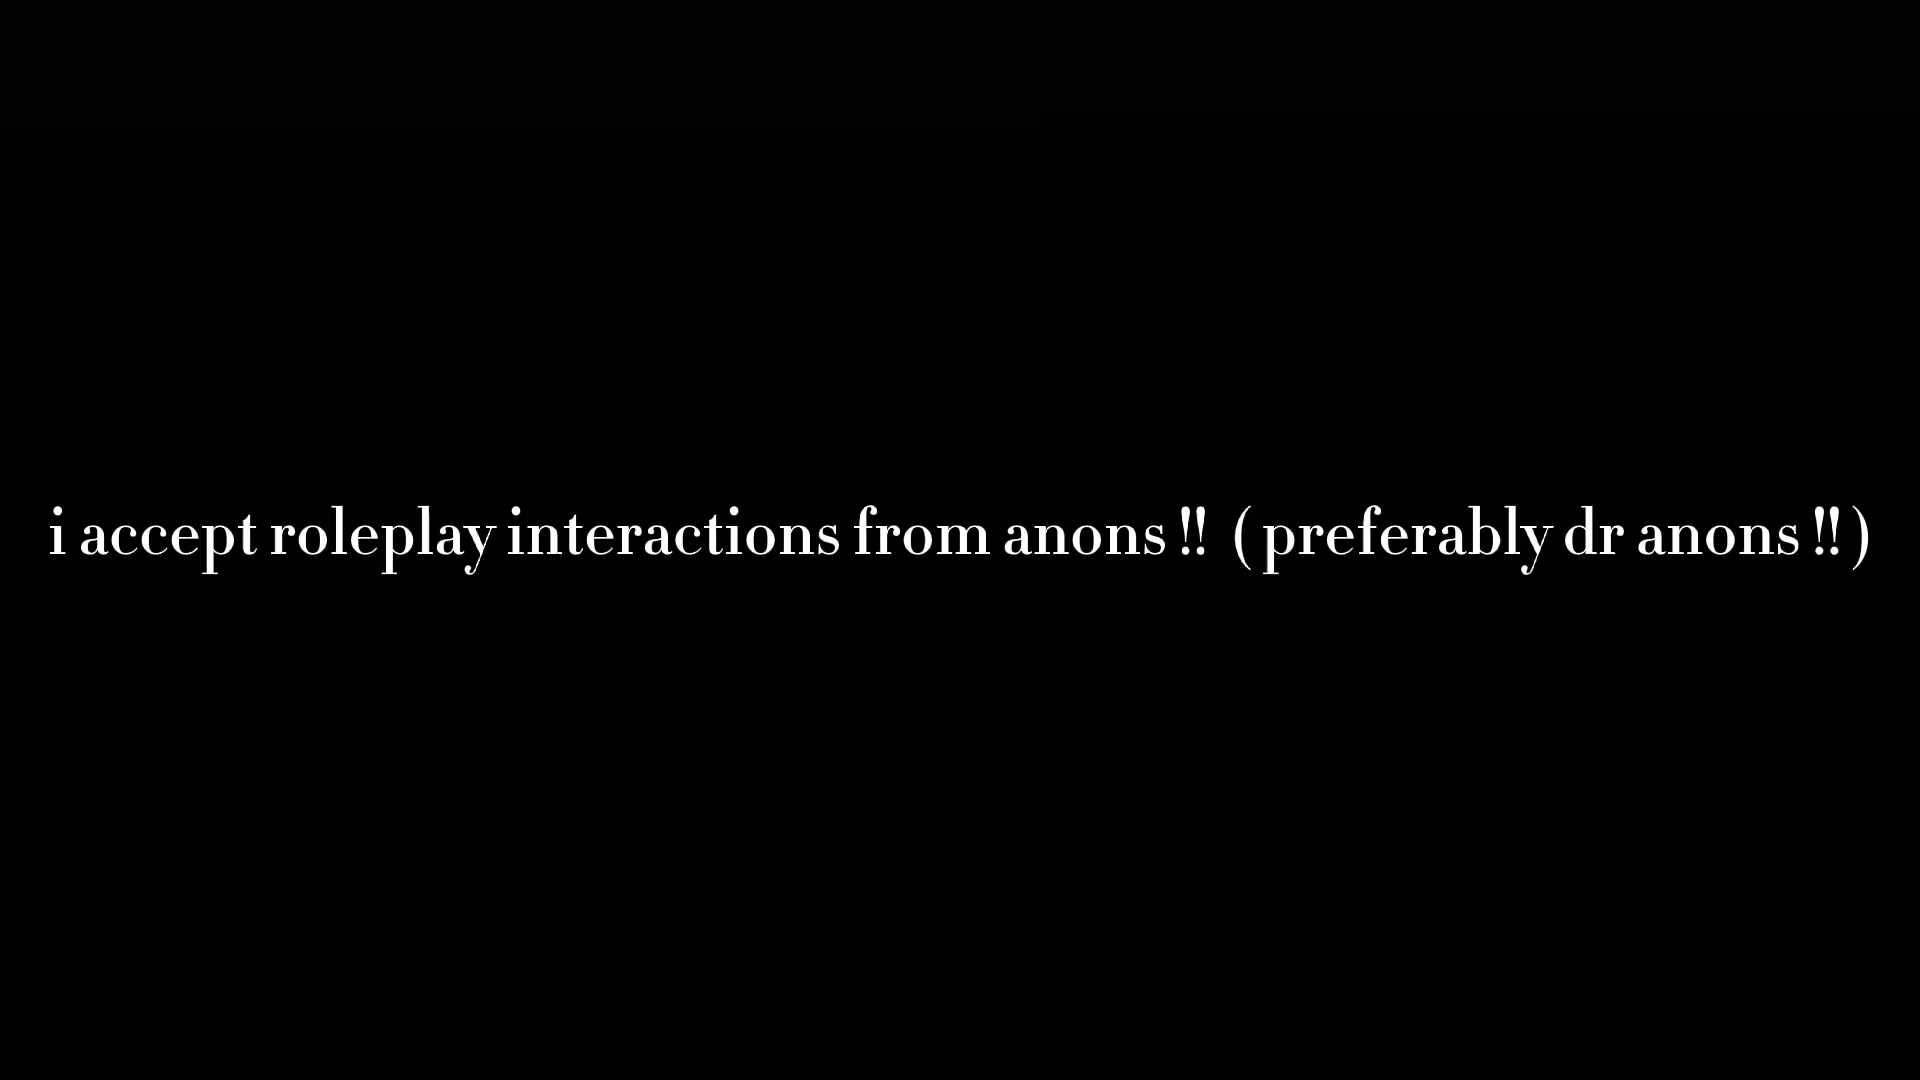 i accept roleplay interactions from anons !! ( preferably dr anons !! )